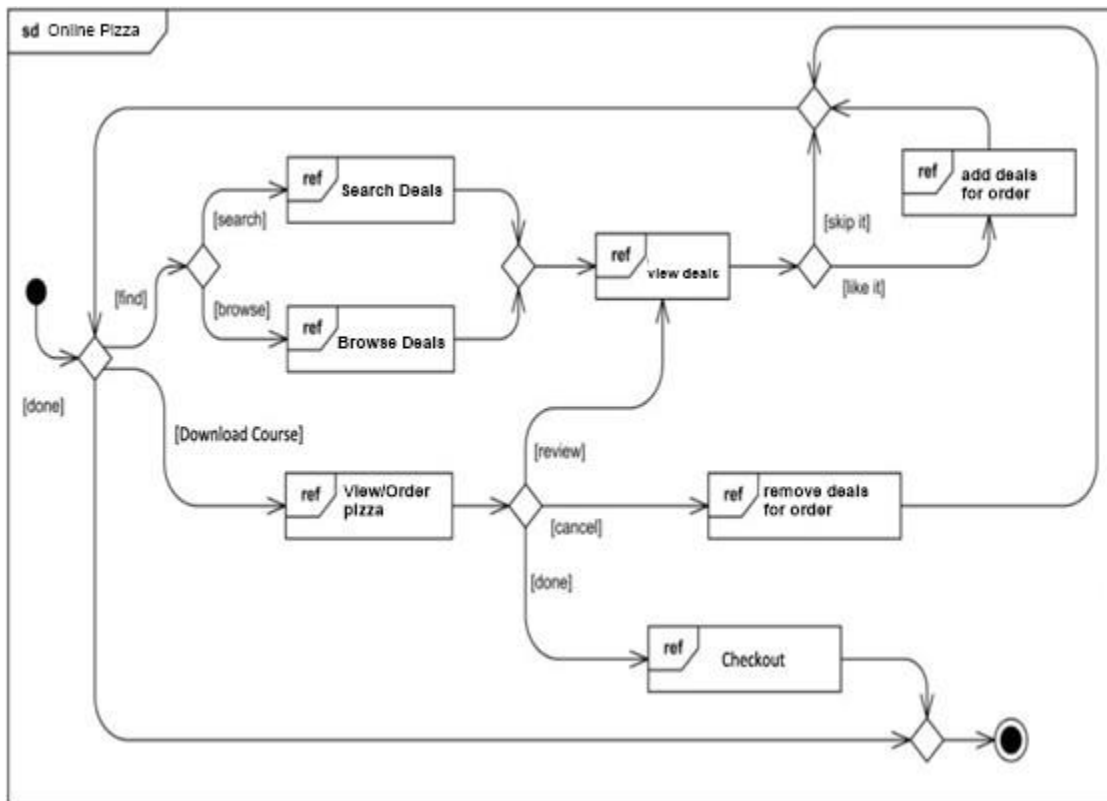 sd Online Pizza
ref
Search Deals
[search]
ref
add deals
for order
[skip it]
ref
view deals
[like it]
[find]
[browse]
ref
Browse Deals
[done]
[Download Course]
[review]
ref
View/Order
pizza
ref
remove deals
for order
[cancel]
[done]
ref
Checkout